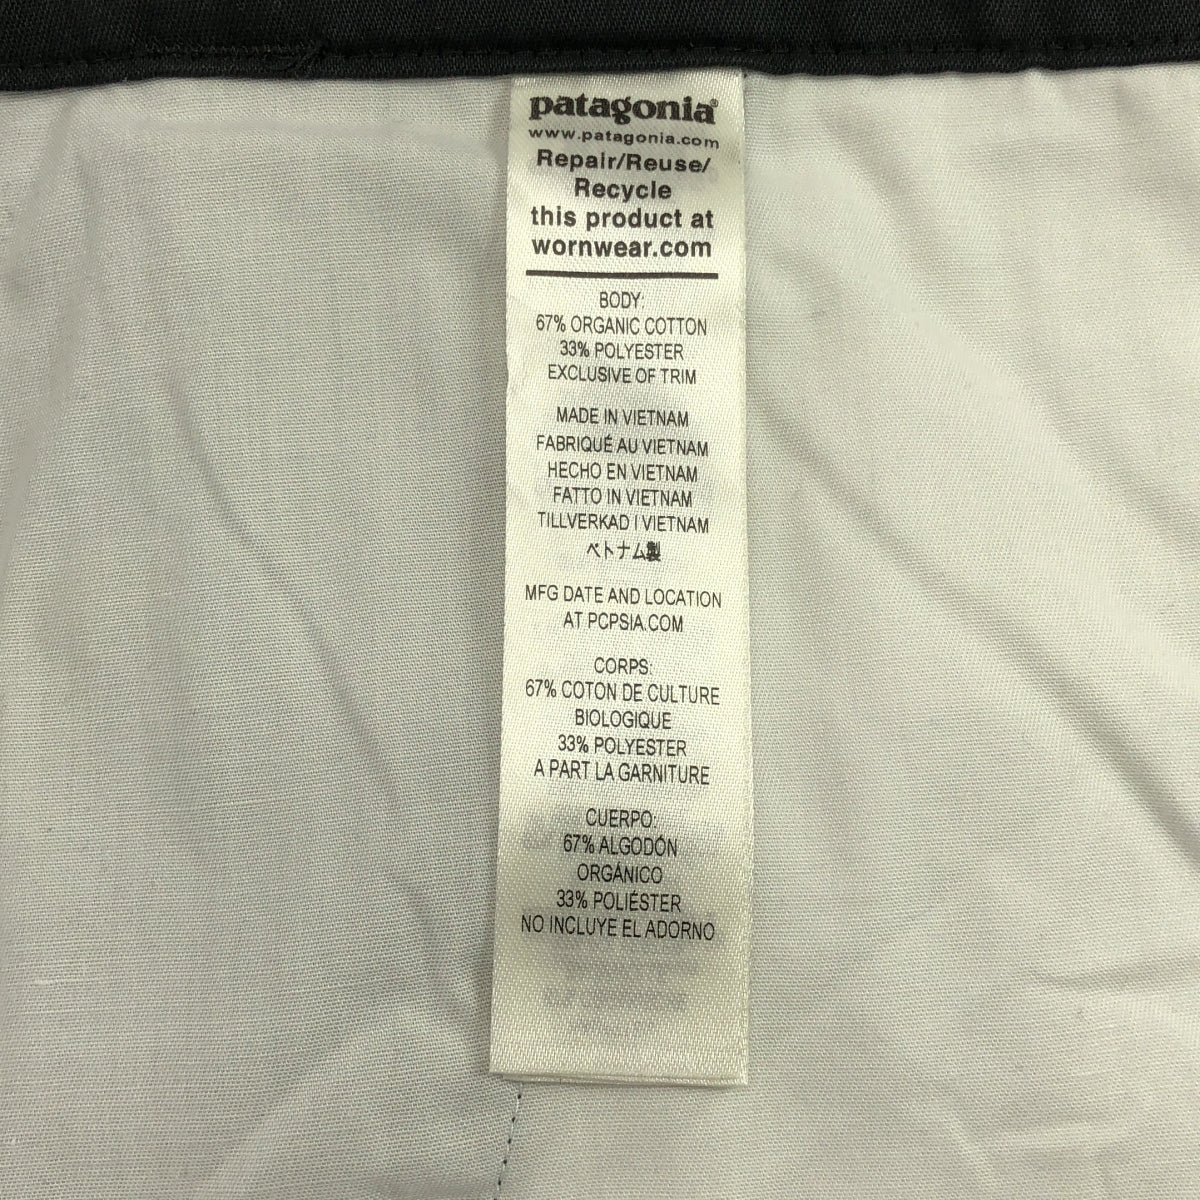 patagonia®
www.patagonia.com
Repair/Reuse/
Recycle
this product at
wornwear.com
BODY:
67% ORGANIC COTTON
33% POLYESTER
EXCLUSIVE OF TRIM
MADE IN VIETNAM
FABRIQUÉ AU VIETNAM
HECHO EN VIETNAM
FATTO IN VIETNAM
TILLVERKAD I VIETNAM
ベトナム製
MFG DATE AND LOCATION
AT PCPSIA.COM
CORPS:
67% COTON DE CULTURE
BIOLOGIQUE
33% POLYESTER
A PART LA GARNITURE
CUERPO:
67% ALGODÓN
ORGÁNICO
33% POLIÉSTER
NO INCLUYE EL ADORNO